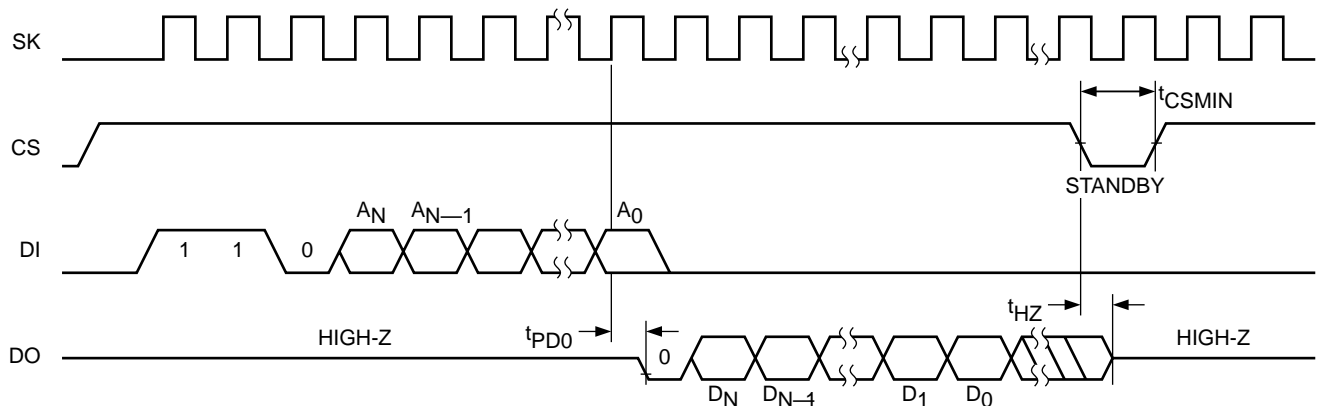 SK
tCSMIN
CS
STANDBY
AN AN—1 A0
DI 1 1 0
tHZ
HIGH-Z tPD0 HIGH-Z
DO 0
DN DN—1 D1 D0